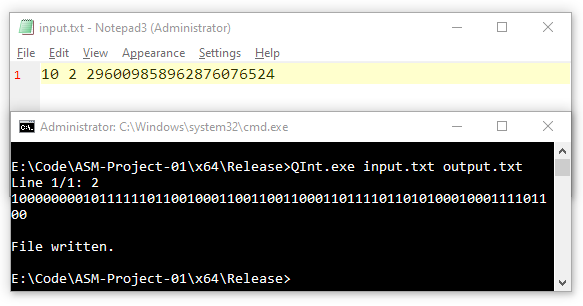 input.txt - Notepad3 (Administrator)
File Edit View Appearance Settings ?
1 10 2 296009858962876076524
Administrator: C:\Windows\system32\cmd.exe
E:\Code\ASM-Project-01\x64\Release>QInt.exe input.txt output.txt
Line 1/1: 2
1000000001011111101100100011001100110001101111011010100010001111011
00
File written.
E:\Code\ASM-Project-01\x64\Release>